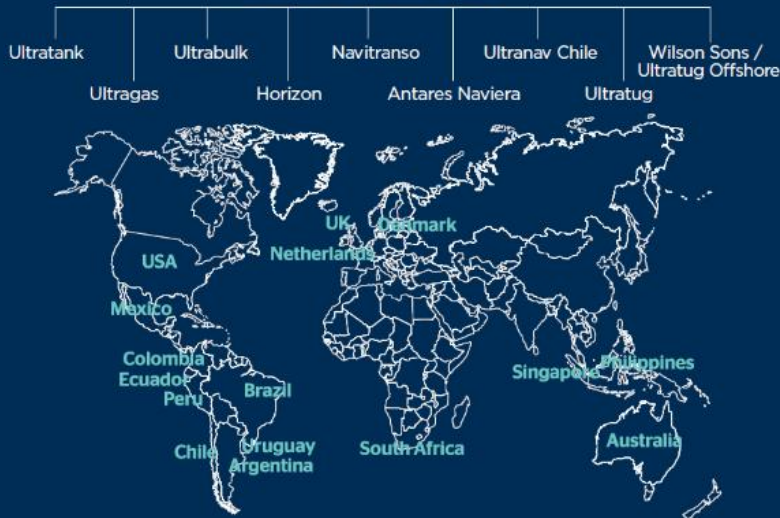 Ultratank
Ultrabulk
Navitranso
Ultranav Chile
Wilson Sons /
Ultratug Offshore
Ultragas
Horizon
Antares Naviera
Ultratug
UK
Denmark
Netherlands
USA
Mexico
Colombia
Ecuador
Peru
Brazil
Singapore
Philippines
Chile
Uruguay
Argentina
South Africa
Australia